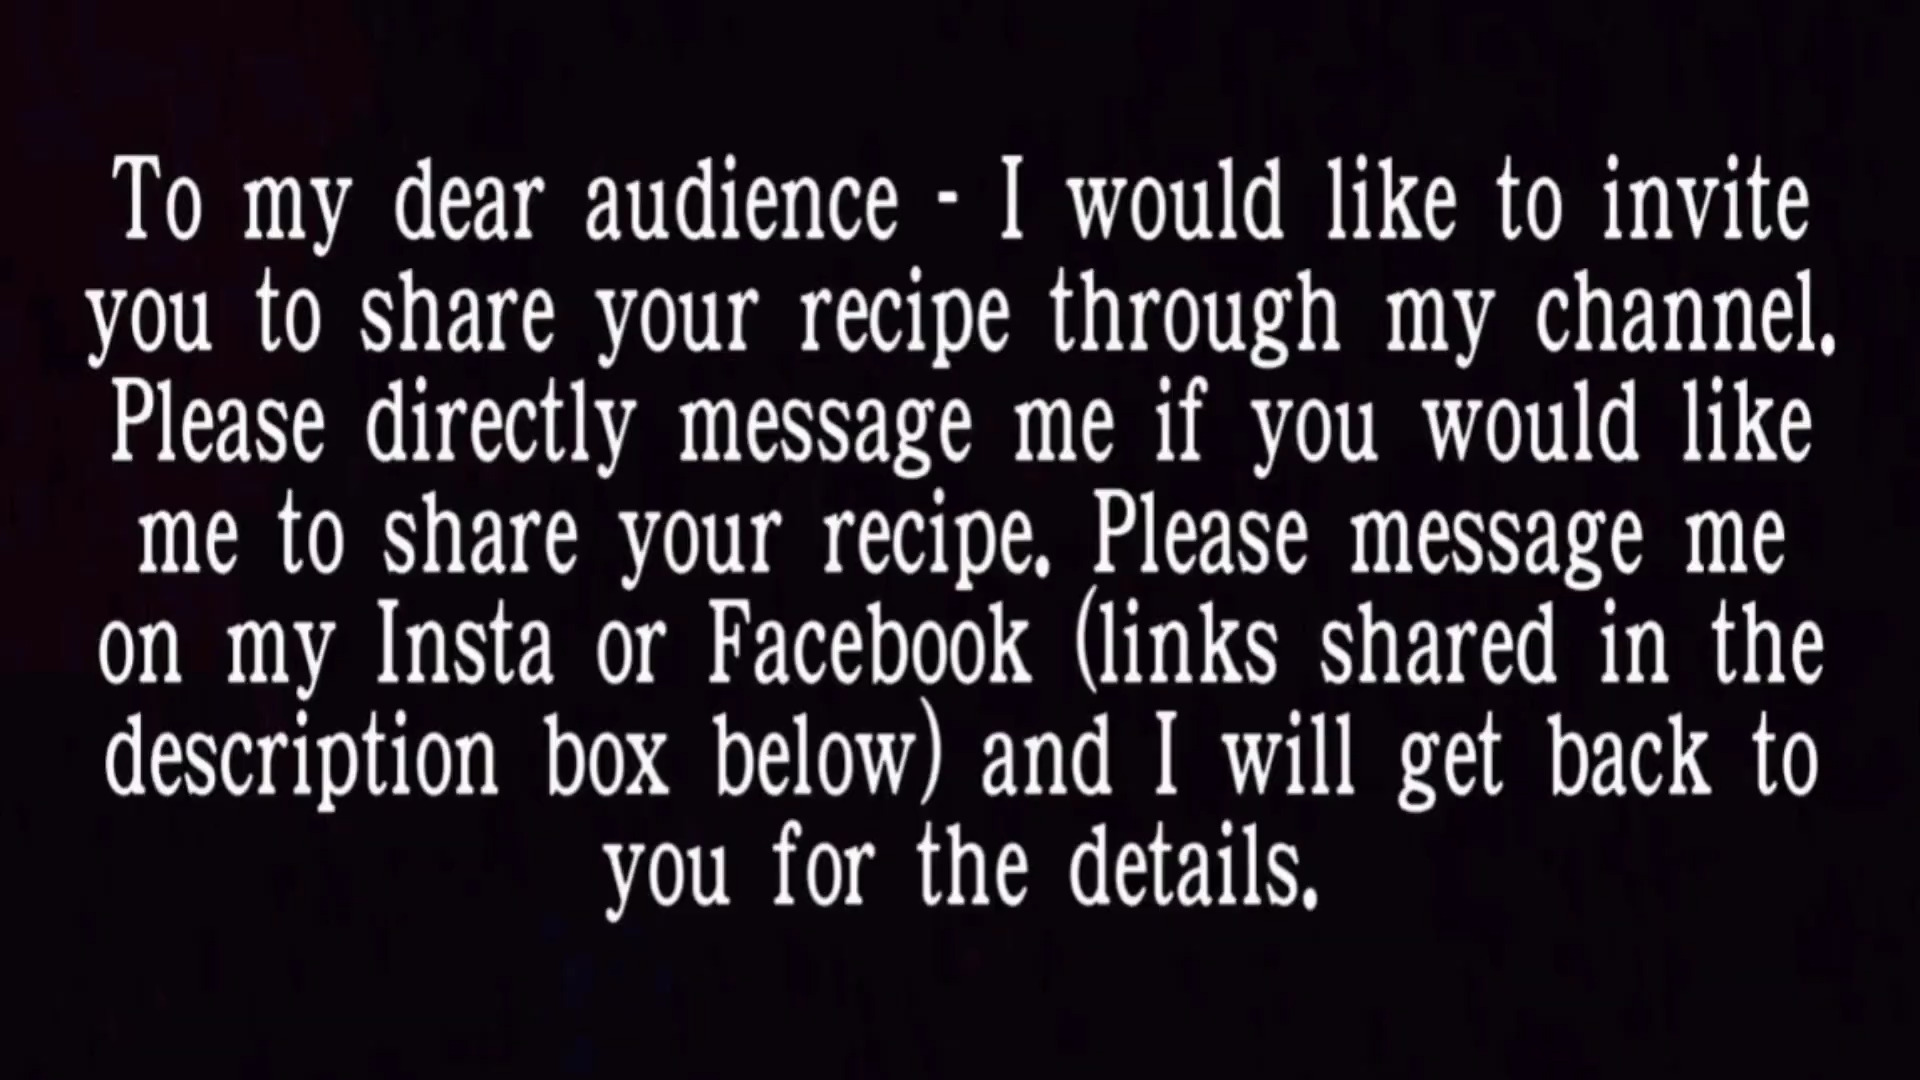 To my dear audience - I would like to invite
you to share your recipe through my channel.
Please directly message me if you would like
me to share your recipe. Please message me
on my Insta or Facebook (links shared in the
description box below) and I will get back to
you for the details.